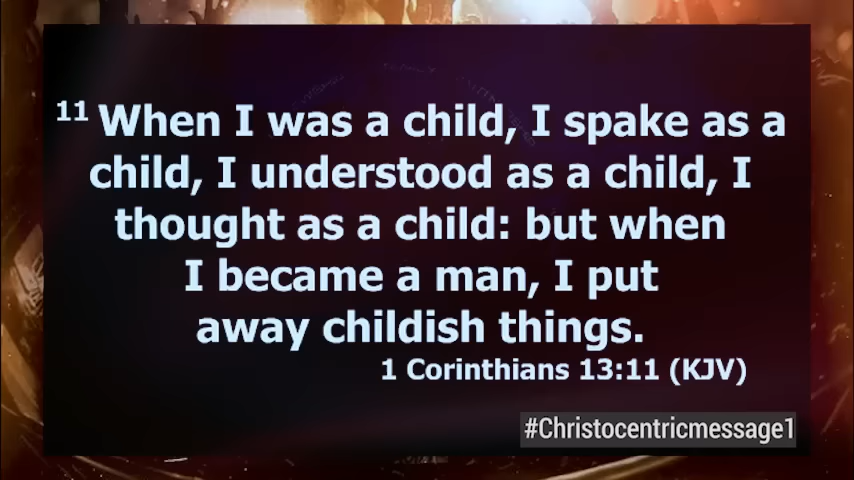 11 When I was a child, I spake as a
child, I understood as a child, I
thought as a child: but when
I became a man, I put
away childish things.
1 Corinthians 13:11 (KJV)
#Christocentricmessage1